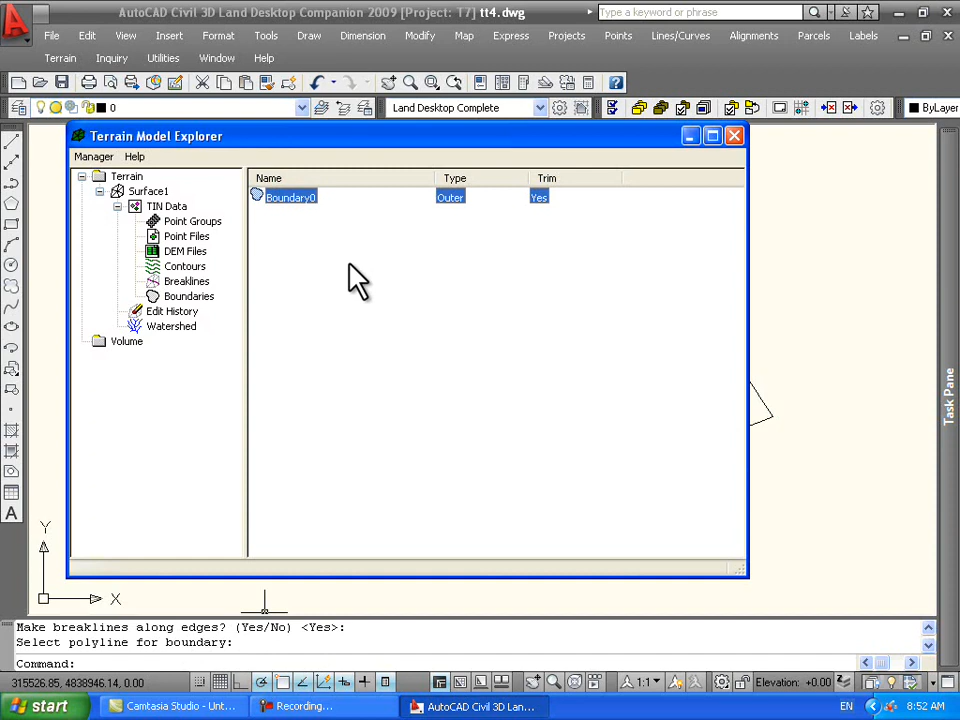 AutoCAD Civil 3D Land Desktop Companion 2009 [Project: T7] tt4.dwg Type a keyword or phrase
File Edit View Insert Format Tools Draw Dimension Modify Map Express Projects Points Lines/Curves Alignments Parcels Labels
Terrain Inquiry Utilities Window Help
0 Land Desktop Complete ByLayer
Terrain Model Explorer
Manager Help
Terrain
Surface1
TIN Data
Point Groups
Point Files
DEM Files
Contours
Breaklines
Boundaries
Edit History
Watershed
Volume
Name Type Trim
Boundary0 Outer Yes
Task Pane
A
Y
X
Make breaklines along edges? (Yes/No) <Yes>:
Select polyline for boundary:
Command:
315526.85, 4838946.14, 0.00 1:1 Elevation: +0.00
start Camtasia Studio - Unt... Recording... AutoCAD Civil 3D Lan... EN 8:52 AM